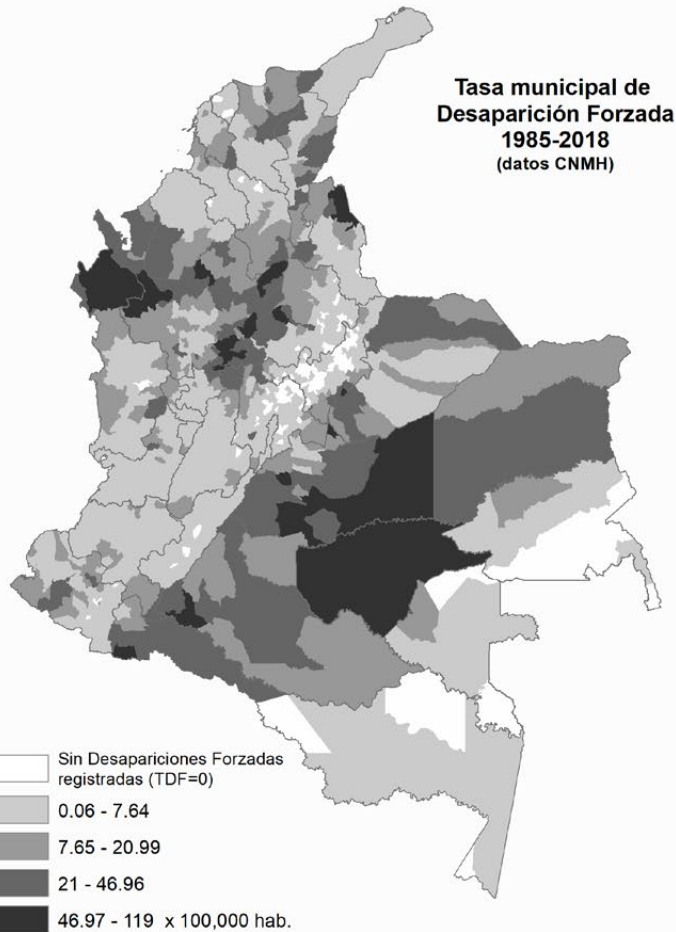 Tasa municipal de
Desaparición Forzada
1985-2018
(datos CNMH)
Sin Desapariciones Forzadas
registradas (TDF=0)
0.06 - 7.64
7.65 - 20.99
21 - 46.96
46.97 - 119 x 100,000 hab.